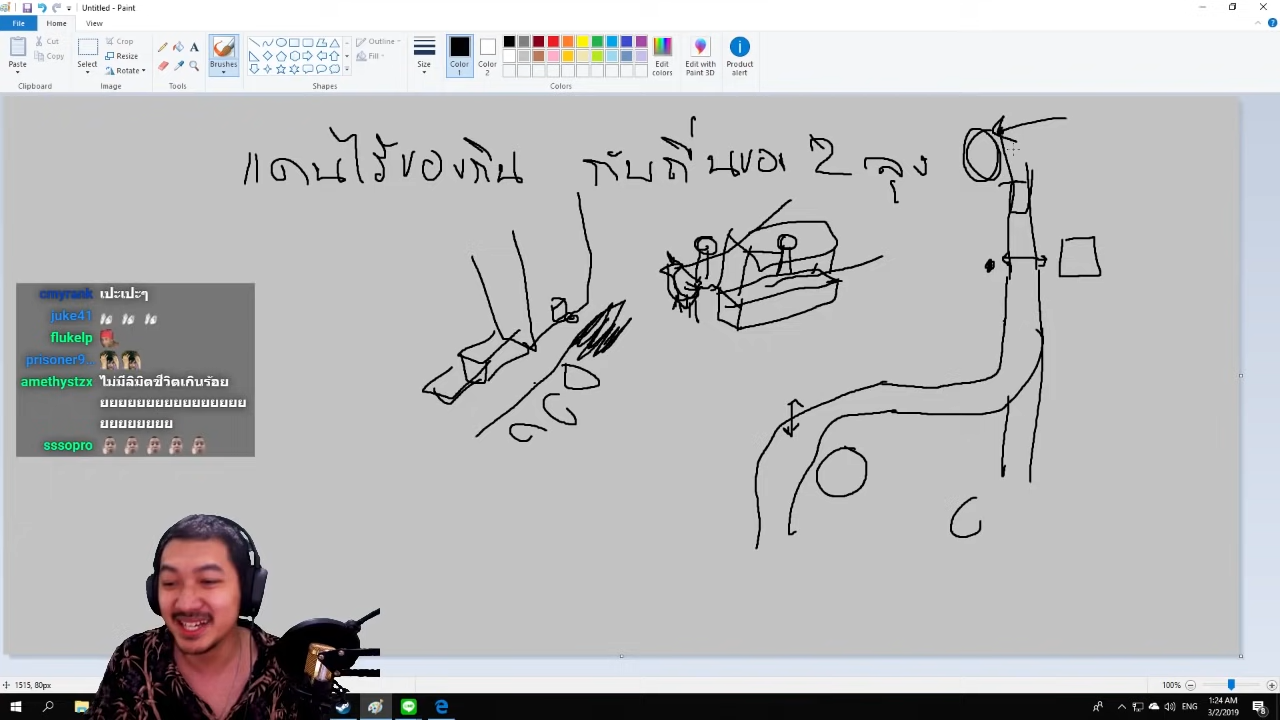 Untitled - Paint
File Home View
Paste Cut Copy Select Crop Resize Rotate Brushes Outline Fill Size Color 1 Color 2 Edit colors Edit with Paint 3D Product alert
Clipboard Image Tools Shapes Colors
แดนไร้ของกิน กับถิ่นของ 2 ลุง
cmyrank เปะเปะๆ
juke41
flukelp
prisoner9..
amethystzx ไม่มีลิมิตชีวิตเกินร้อย
ยยยยยยยยยยยยยยยย
ยยยยยยยย
sssopro
1515, 80px 100%
ENG 1:24 AM
3/2/2019